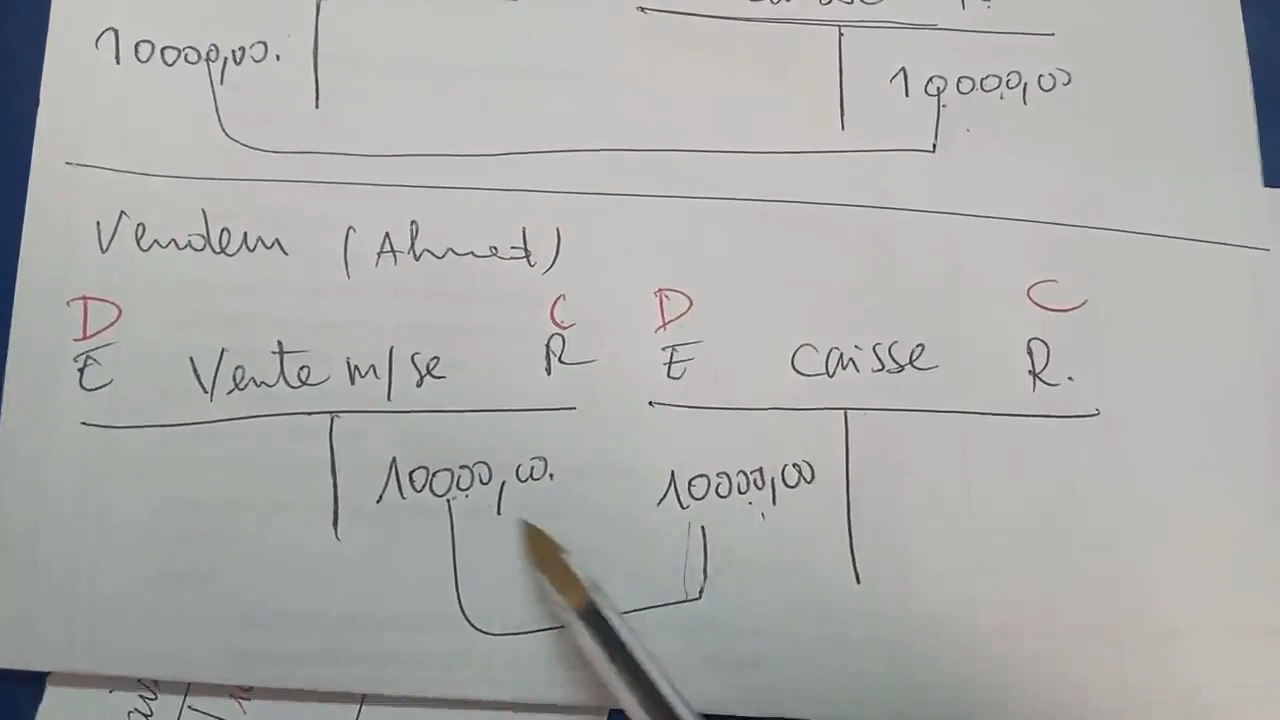 10000,00.
10000,00
Vendeur (Ahmed)
D C D C
E Vente m/se R E Caisse R.
10000,00. 10000,00